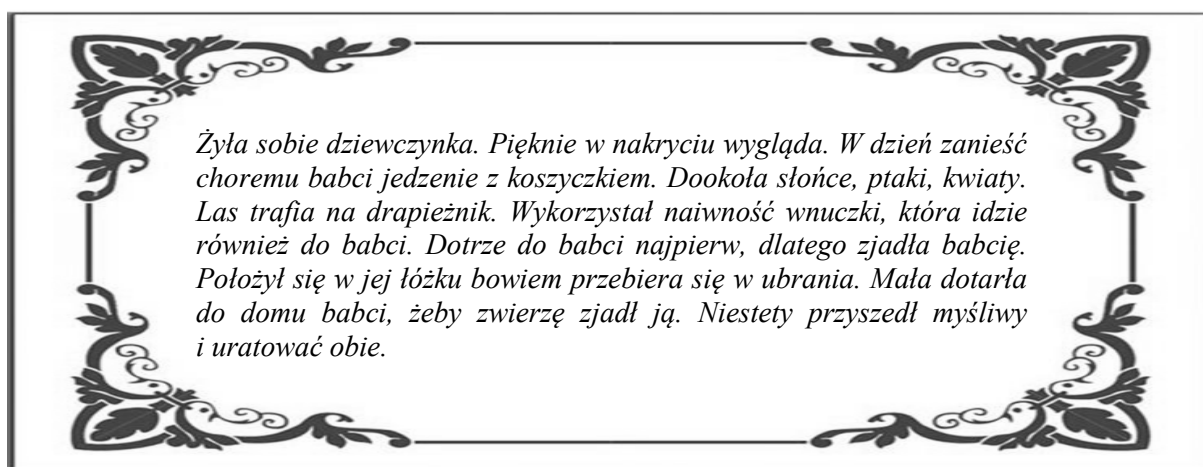 Żyła sobie dziewczynka. Pięknie w nakryciu wygląda. W dzień zanieść
choremu babci jedzenie z koszyczkiem. Dookoła słońce, ptaki, kwiaty.
Las trafia na drapieżnik. Wykorzystał naiwność wnuczki, która idzie
również do babci. Dotrze do babci najpierw, dlatego zjadła babcię.
Położył się w jej łóżku bowiem przebiera się w ubrania. Mała dotarła
do domu babci, żeby zwierzę zjadł ją. Niestety przyszedł myśliwy
i uratować obie.